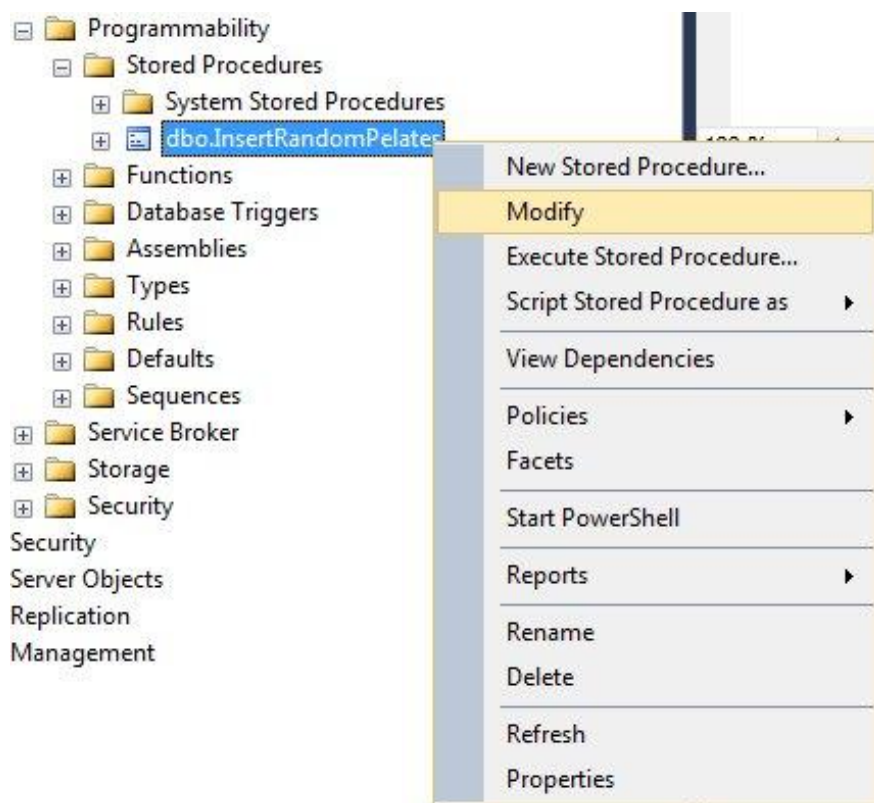 Programmability
Stored Procedures
System Stored Procedures
dbo.InsertRandomPelates
Functions
Database Triggers
Assemblies
Types
Rules
Defaults
Sequences
Service Broker
Storage
Security
Security
Server Objects
Replication
Management
New Stored Procedure...
Modify
Execute Stored Procedure...
Script Stored Procedure as
View Dependencies
Policies
Facets
Start PowerShell
Reports
Rename
Delete
Refresh
Properties